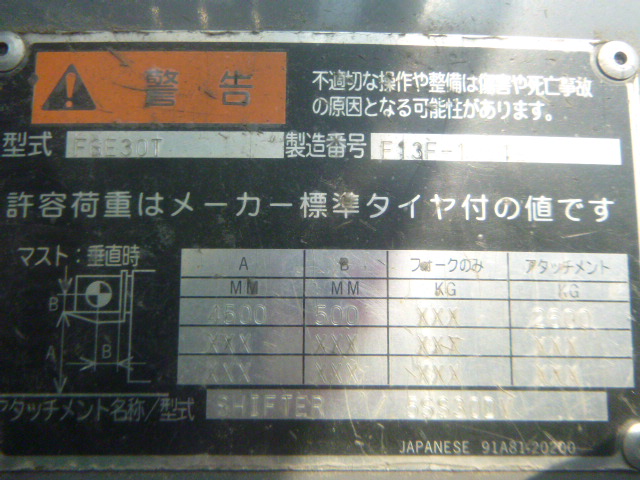 警告
不適切な操作や整備は傷害や死亡事故
の原因となる可能性があります。
型式 FGE30T 製造番号 F13F-
許容荷重はメーカー標準タイヤ付の値です
マスト：垂直時
A B フォークのみ アタッチメント
MM MM KG KG
4500 500 XXX
XXX XXX XXX XXX
XXX XXX XXX XXX
B
A
B
アタッチメント名称/型式 SHIFTER
JAPANESE 91A81-20200